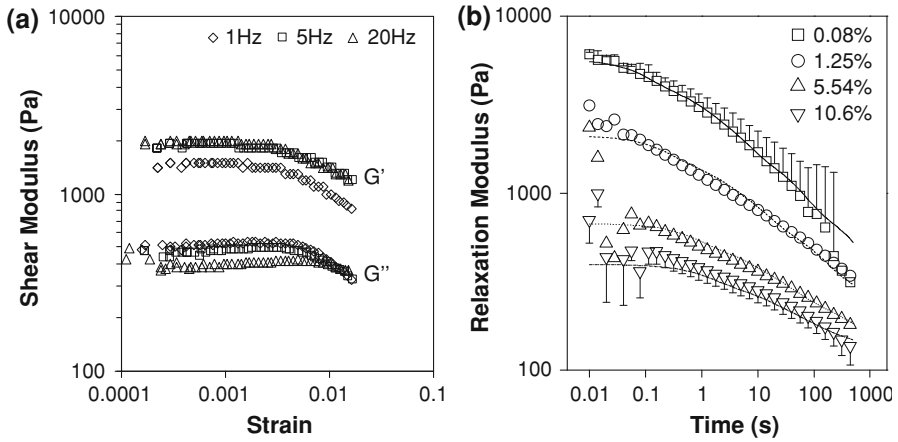 (a)
10000
1000
100
0.0001
0.001
0.01
0.1
Shear Modulus (Pa)
Strain
1Hz 5Hz 20Hz
G'
G''
(b)
10000
1000
100
0.01
0.1
1
10
100
1000
Relaxation Modulus (Pa)
Time (s)
0.08%
1.25%
5.54%
10.6%